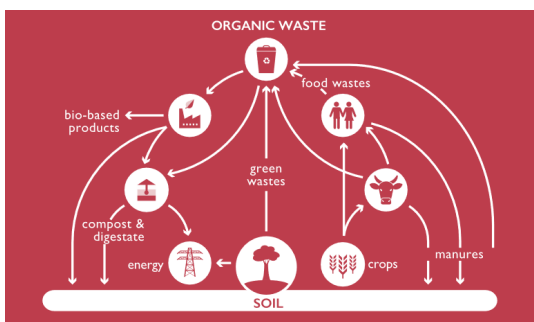 ORGANIC WASTE
food wastes
bio-based
products
green
wastes
compost &
digestate
energy
crops
manures
SOIL